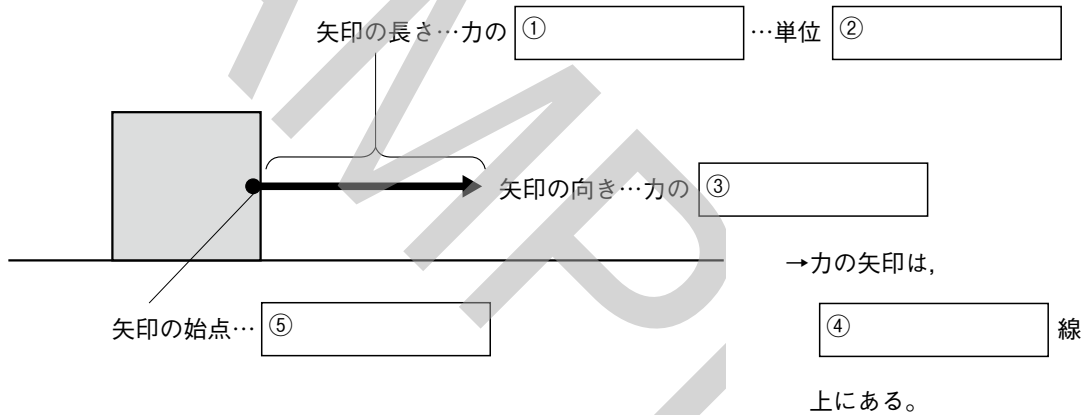 矢印の長さ…力の ① …単位 ②
矢印の向き…力の ③
→力の矢印は,
矢印の始点… ⑤
④ 線
上にある。